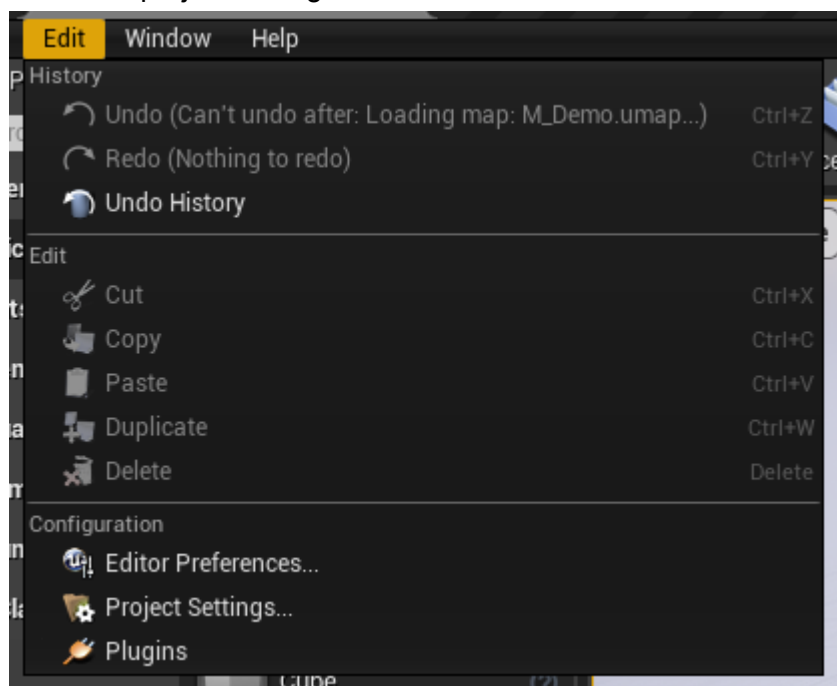 Edit Window Help
History
Undo (Can't undo after: Loading map: M_Demo.umap...) Ctrl+Z
Redo (Nothing to redo) Ctrl+Y
Undo History
Edit
Cut Ctrl+X
Copy Ctrl+C
Paste Ctrl+V
Duplicate Ctrl+W
Delete Delete
Configuration
Editor Preferences...
Project Settings...
Plugins
Cube (2)